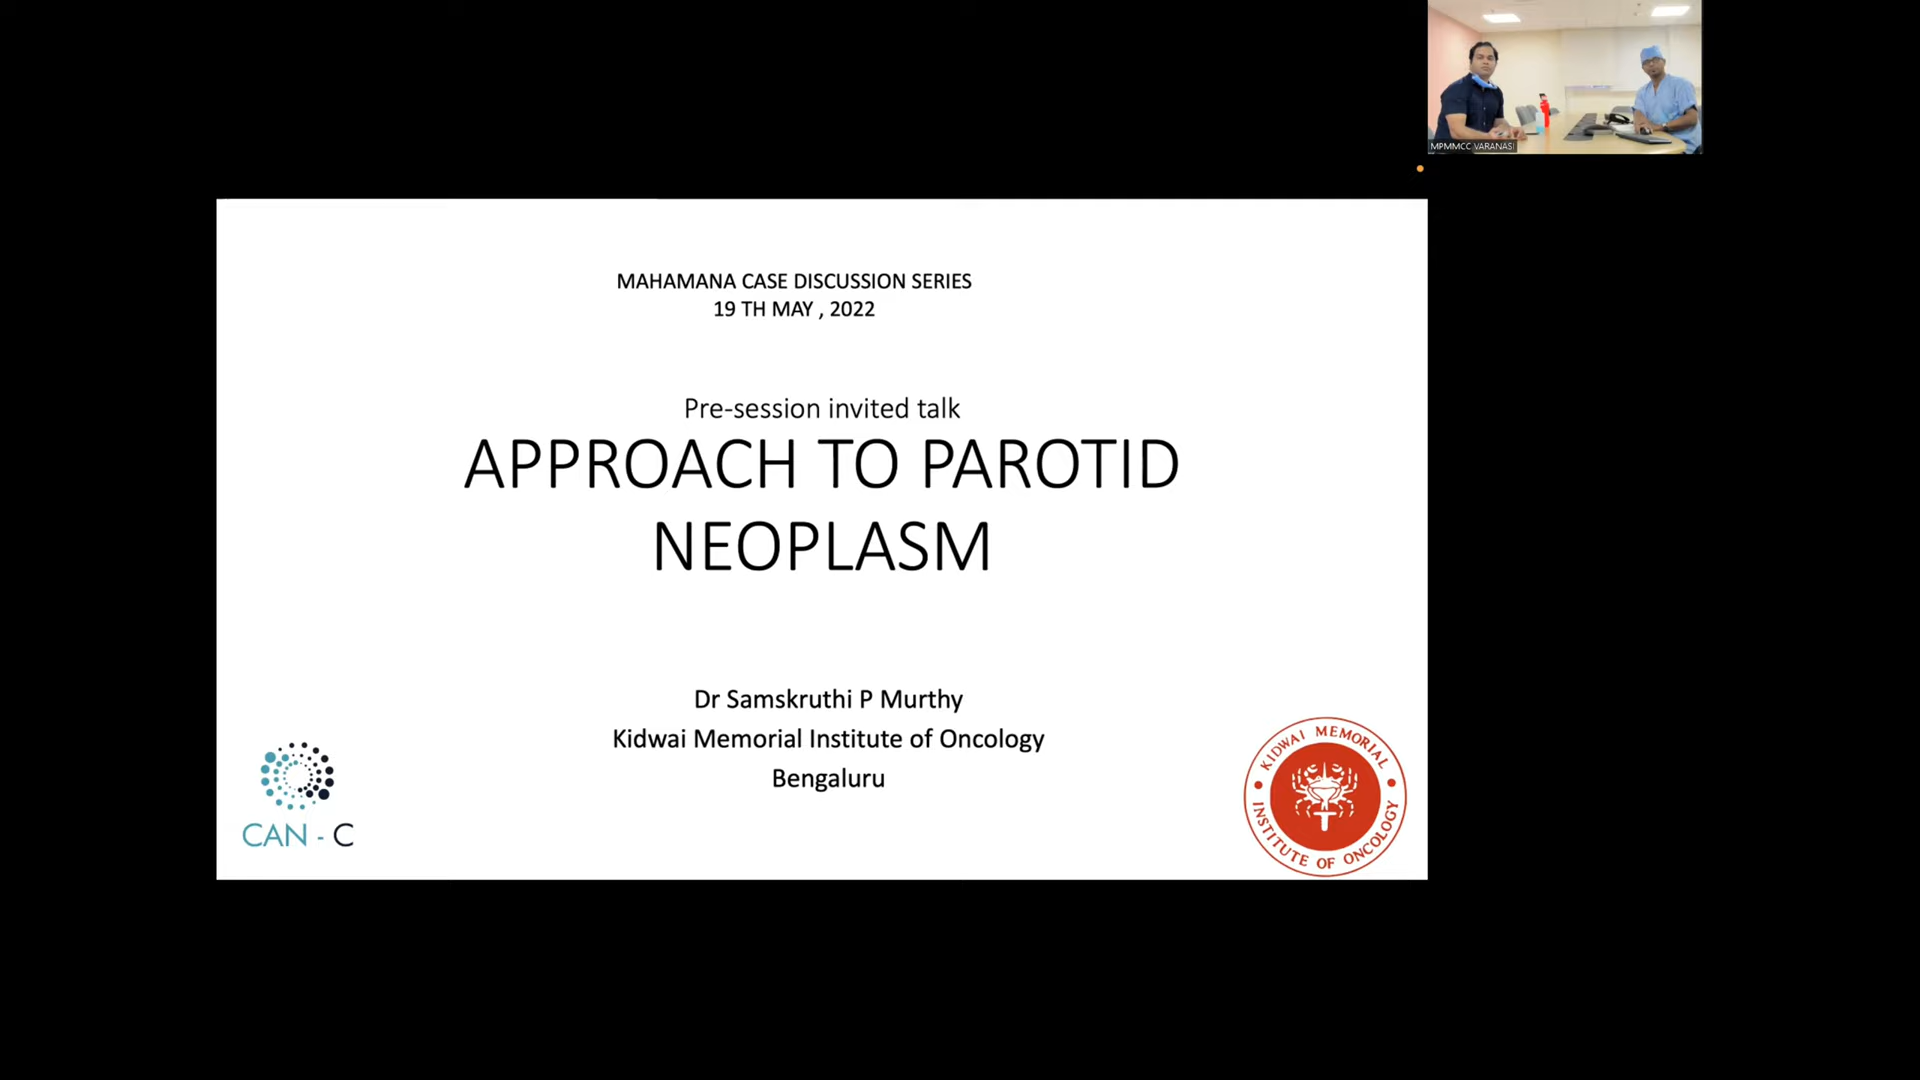 MPMMCC VARANASI
MAHAMANA CASE DISCUSSION SERIES
19 TH MAY , 2022
Pre-session invited talk
APPROACH TO PAROTID
NEOPLASM
Dr Samskruthi P Murthy
Kidwai Memorial Institute of Oncology
Bengaluru
CAN - C
KIDWAI MEMORIAL
INSTITUTE OF ONCOLOGY